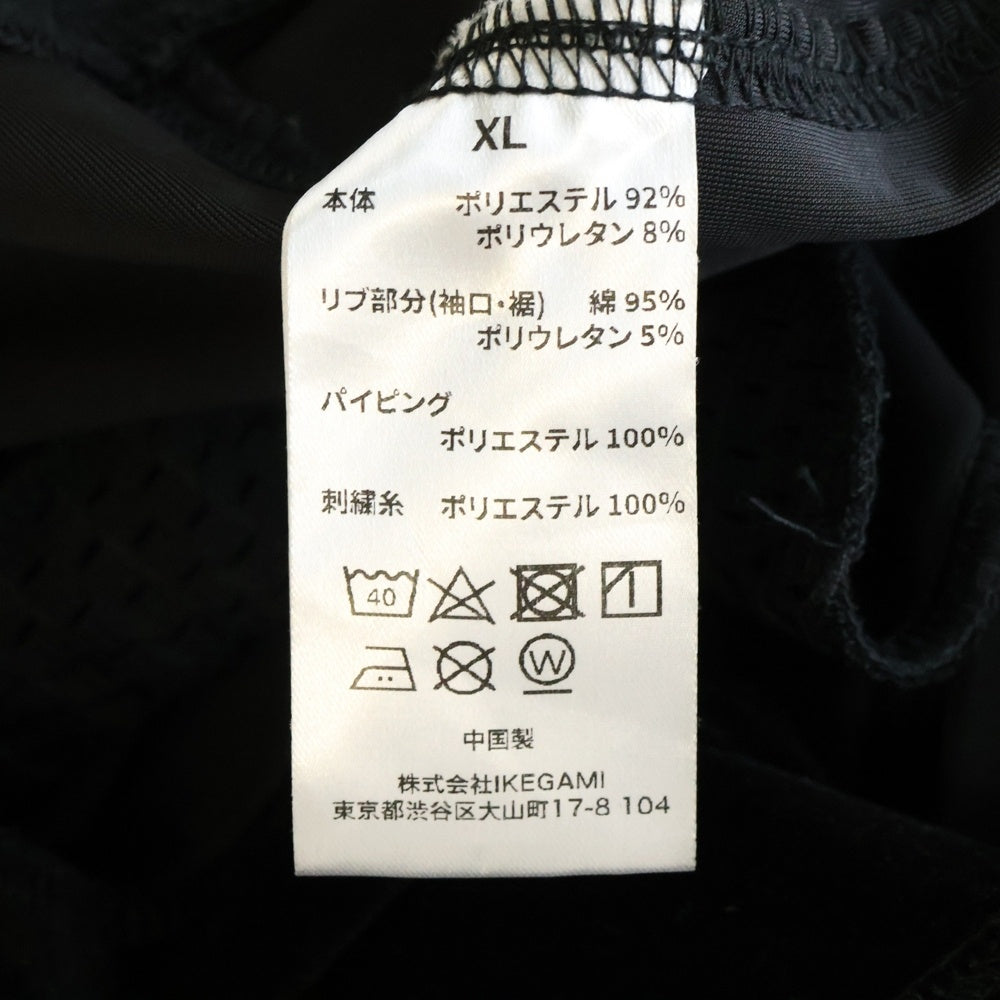 XL
本体 ポリエステル 92%
ポリウレタン 8%
リブ部分(袖口・裾) 綿 95%
ポリウレタン 5%
パイピング
ポリエステル 100%
刺繍糸 ポリエステル 100%
40
W
中国製
株式会社IKEGAMI
東京都渋谷区大山町17-8 104